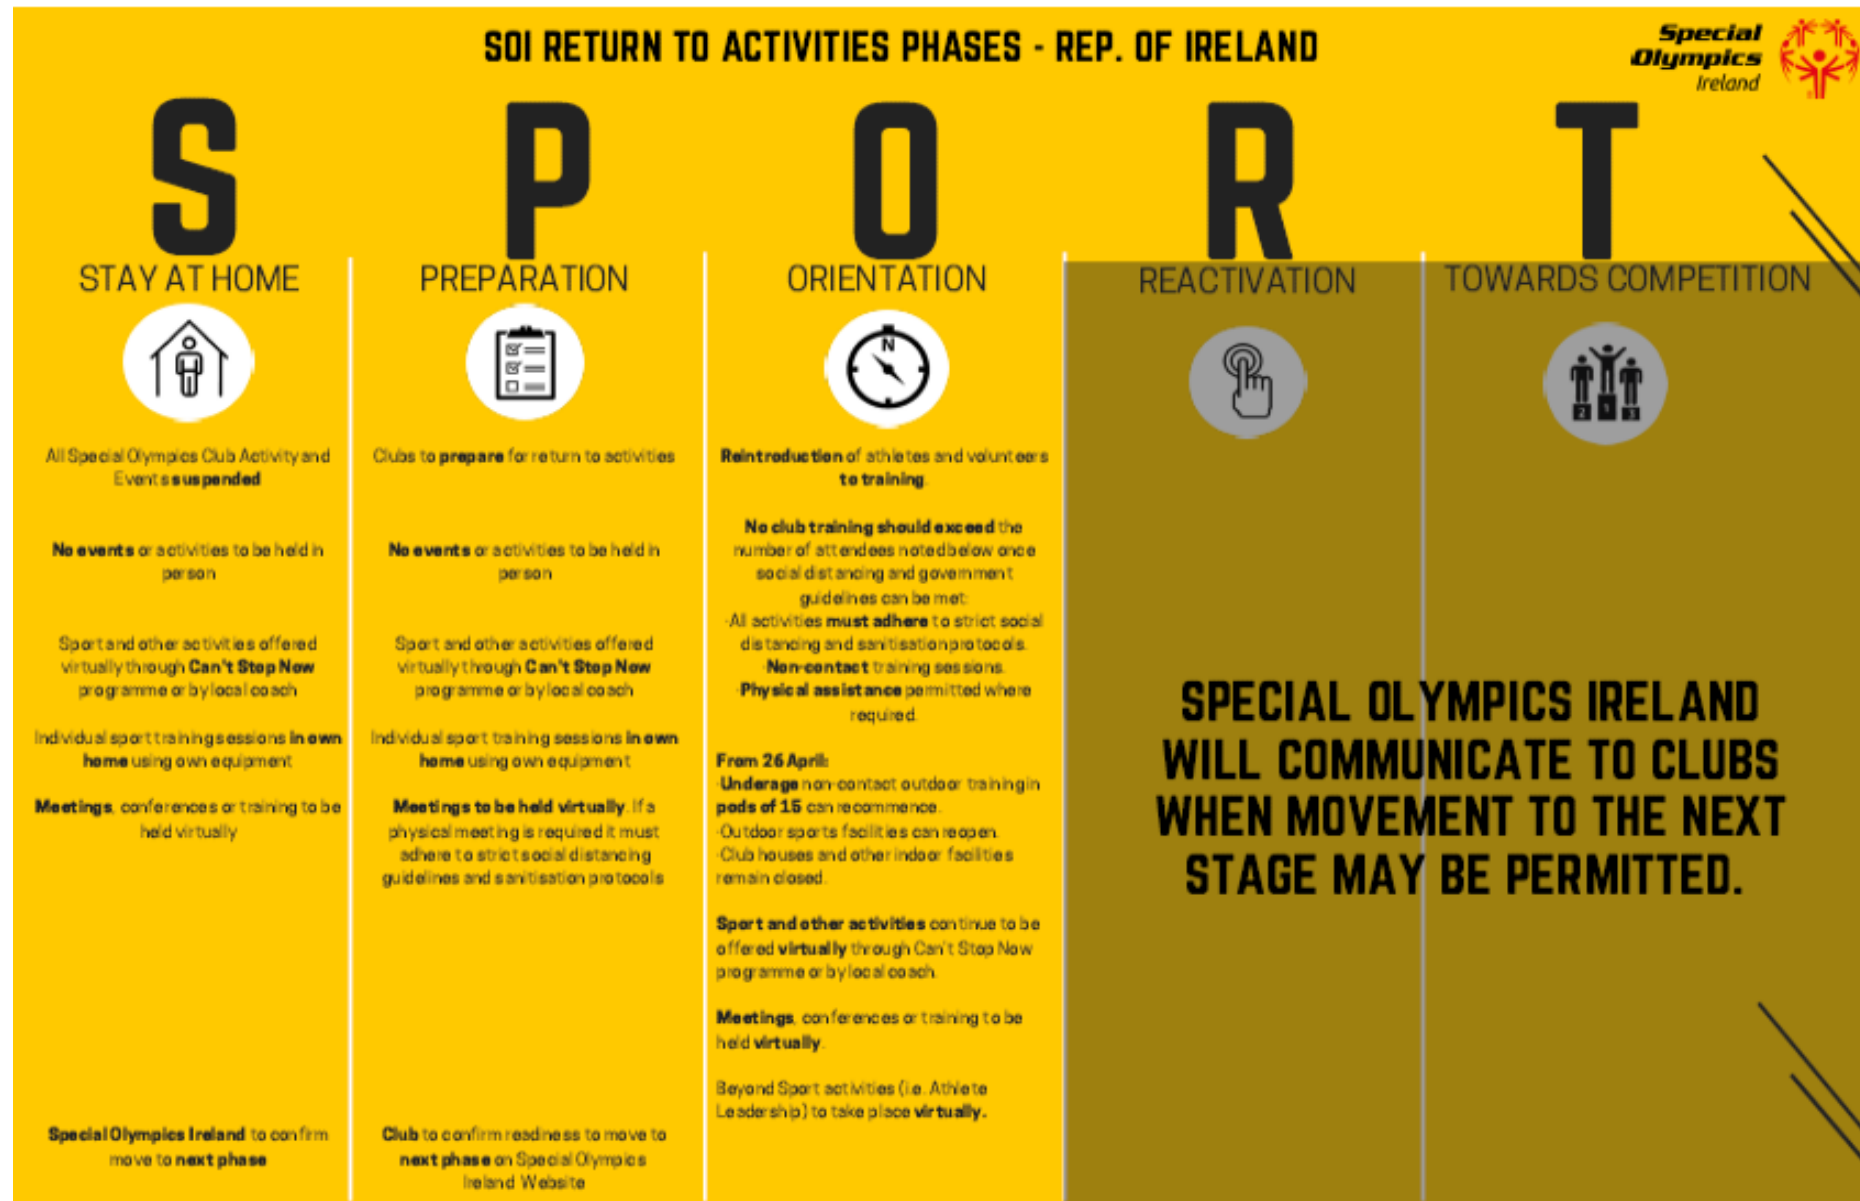 SOI RETURN TO ACTIVITIES PHASES - REP. OF IRELAND
Special
Olympics
Ireland
S
STAY AT HOME
All Special Olympics Club Activity and
Events suspended
No events or activities to be held in
person
Sport and other activities offered
virtually through Can't Stop Now
programme or by local coach
Individual sport training sessions in own
home using own equipment
Meetings, conferences or training to be
held virtually
Special Olympics Ireland to confirm
move to next phase
P
PREPARATION
Clubs to prepare for return to activities
No events or activities to be held in
person
Sport and other activities offered
virtually through Can't Stop Now
programme or by local coach
Individual sport training sessions in own
home using own equipment
Meetings to be held virtually. If a
physical meeting is required it must
adhere to strict social distancing
guidelines and sanitisation protocols
Club to confirm readiness to move to
next phase on Special Olympics
Ireland Website
O
ORIENTATION
N
Reintroduction of athletes and volunteers
to training.
No club training should exceed the
number of attendees noted below once
social distancing and government
guidelines can be met:
·All activities must adhere to strict social
distancing and sanitisation protocols.
·Non-contact training sessions.
·Physical assistance permitted where
required.
From 26 April:
·Underage non-contact outdoor training in
pods of 15 can recommence.
·Outdoor sports facilities can reopen.
·Club houses and other indoor facilities
remain closed.
Sport and other activities continue to be
offered virtually through Can't Stop Now
programme or by local coach.
Meetings, conferences or training to be
held virtually.
Beyond Sport activities (i.e. Athlete
Leadership) to take place virtually.
R
REACTIVATION
T
TOWARDS COMPETITION
2 1 3
SPECIAL OLYMPICS IRELAND
WILL COMMUNICATE TO CLUBS
WHEN MOVEMENT TO THE NEXT
STAGE MAY BE PERMITTED.